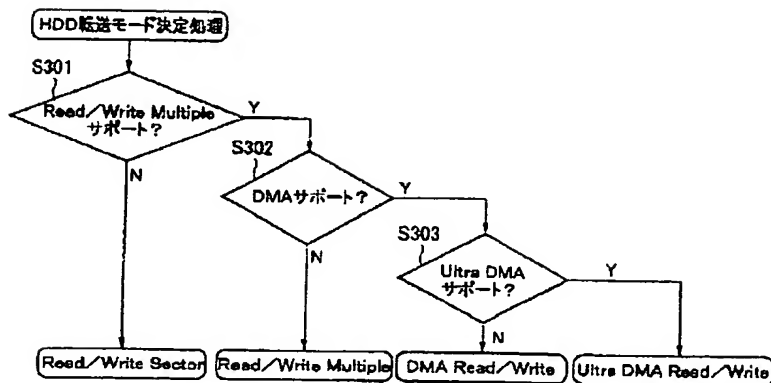 HDD転送モード決定処理
S301
Read/Write Multiple
サポート?
Y
N
S302
DMAサポート?
Y
N
S303
Ultra DMA
サポート?
Y
N
Read/Write Sector
Read/Write Multiple
DMA Read/Write
Ultra DMA Read/Write